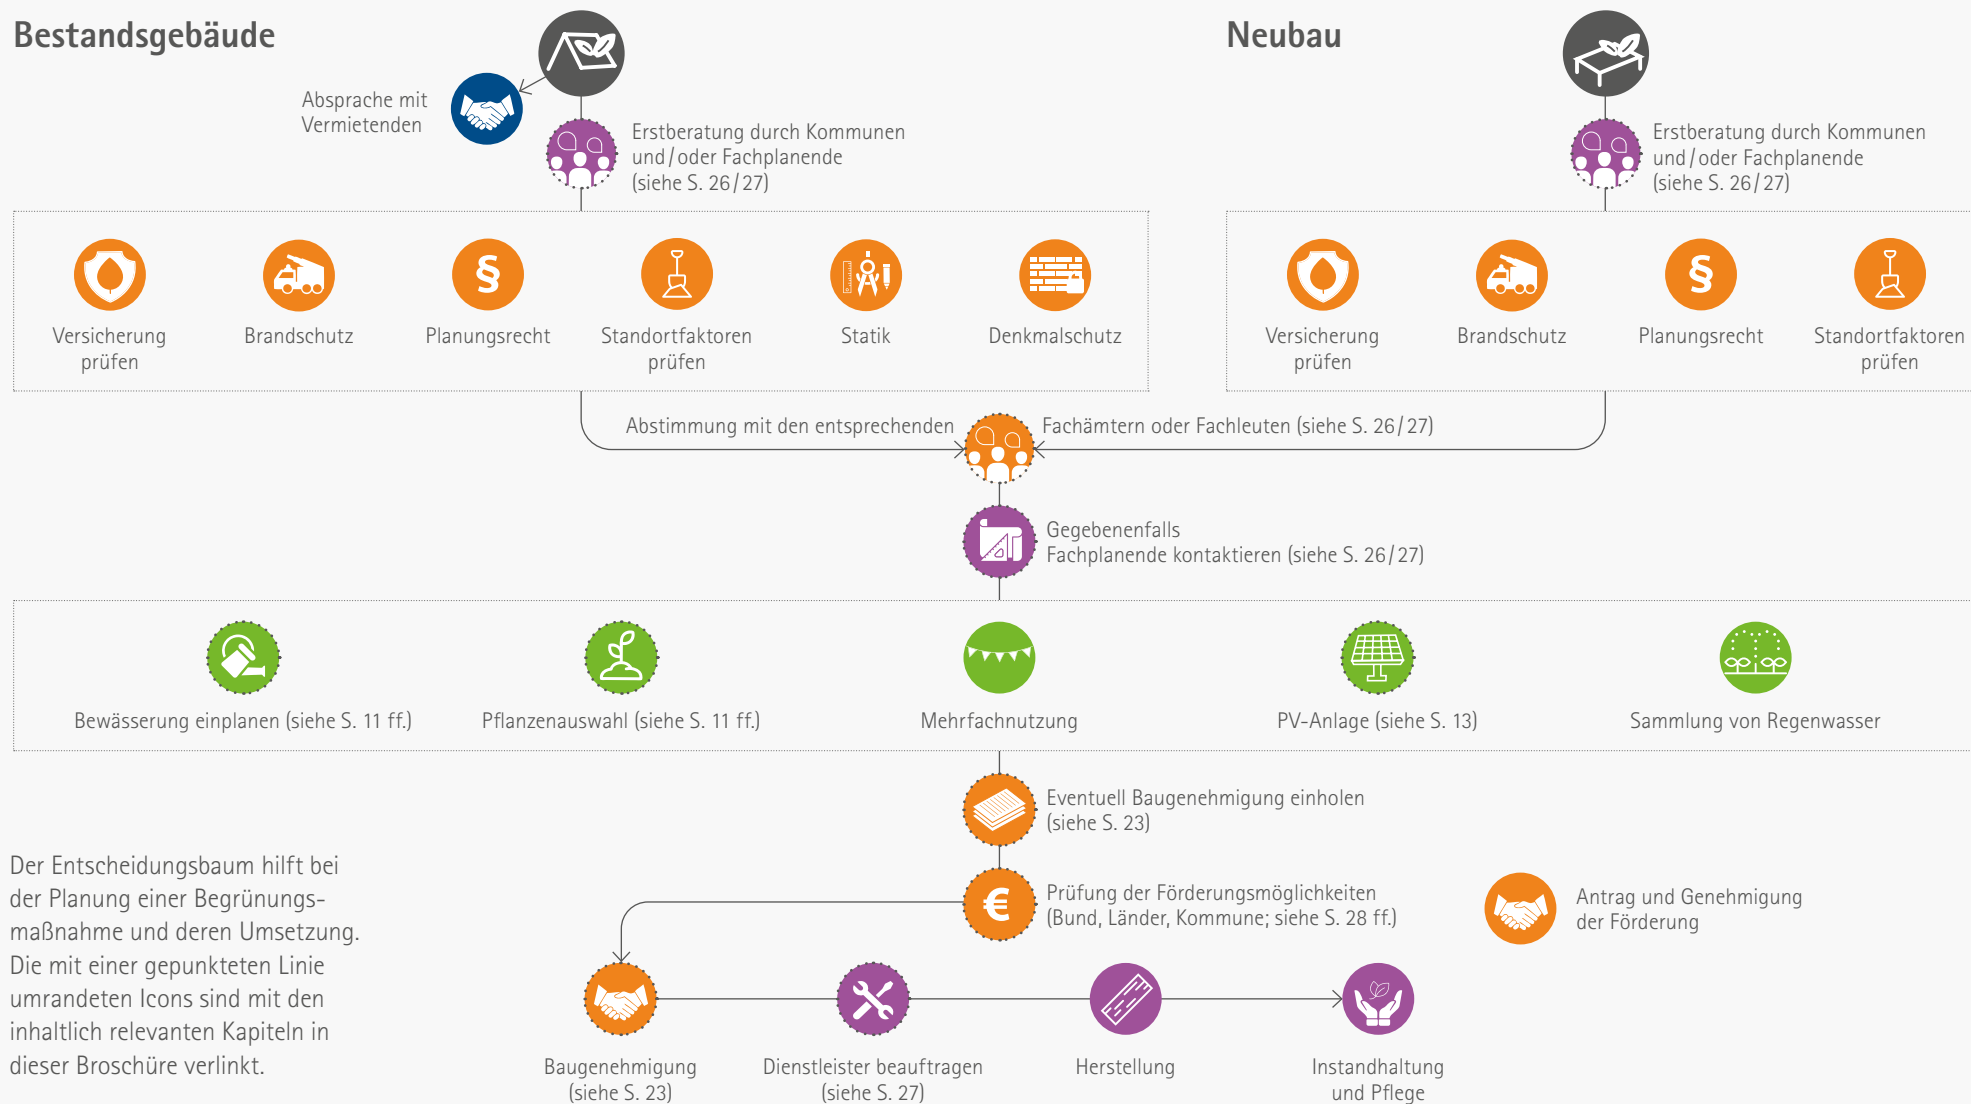 Bestandsgebäude
Neubau
Absprache mit
Vermietenden
Erstberatung durch Kommunen
und/oder Fachplanende
(siehe S. 26/27)
Erstberatung durch Kommunen
und/oder Fachplanende
(siehe S. 26/27)
§
Versicherung
prüfen
Brandschutz
Planungsrecht
Standortfaktoren
prüfen
Statik
Denkmalschutz
§
Versicherung
prüfen
Brandschutz
Planungsrecht
Standortfaktoren
prüfen
Abstimmung mit den entsprechenden
Fachämtern oder Fachleuten (siehe S. 26/27)
Gegebenenfalls
Fachplanende kontaktieren (siehe S. 26/27)
Bewässerung einplanen (siehe S. 11 ff.)
Pflanzenauswahl (siehe S. 11 ff.)
Mehrfachnutzung
PV-Anlage (siehe S. 13)
Sammlung von Regenwasser
Eventuell Baugenehmigung einholen
(siehe S. 23)
€
Prüfung der Förderungsmöglichkeiten
(Bund, Länder, Kommune; siehe S. 28 ff.)
Antrag und Genehmigung
der Förderung
Der Entscheidungsbaum hilft bei
der Planung einer Begrünungs-
maßnahme und deren Umsetzung.
Die mit einer gepunkteten Linie
umrandeten Icons sind mit den
inhaltlich relevanten Kapiteln in
dieser Broschüre verlinkt.
Baugenehmigung
(siehe S. 23)
Dienstleister beauftragen
(siehe S. 27)
Herstellung
Instandhaltung
und Pflege